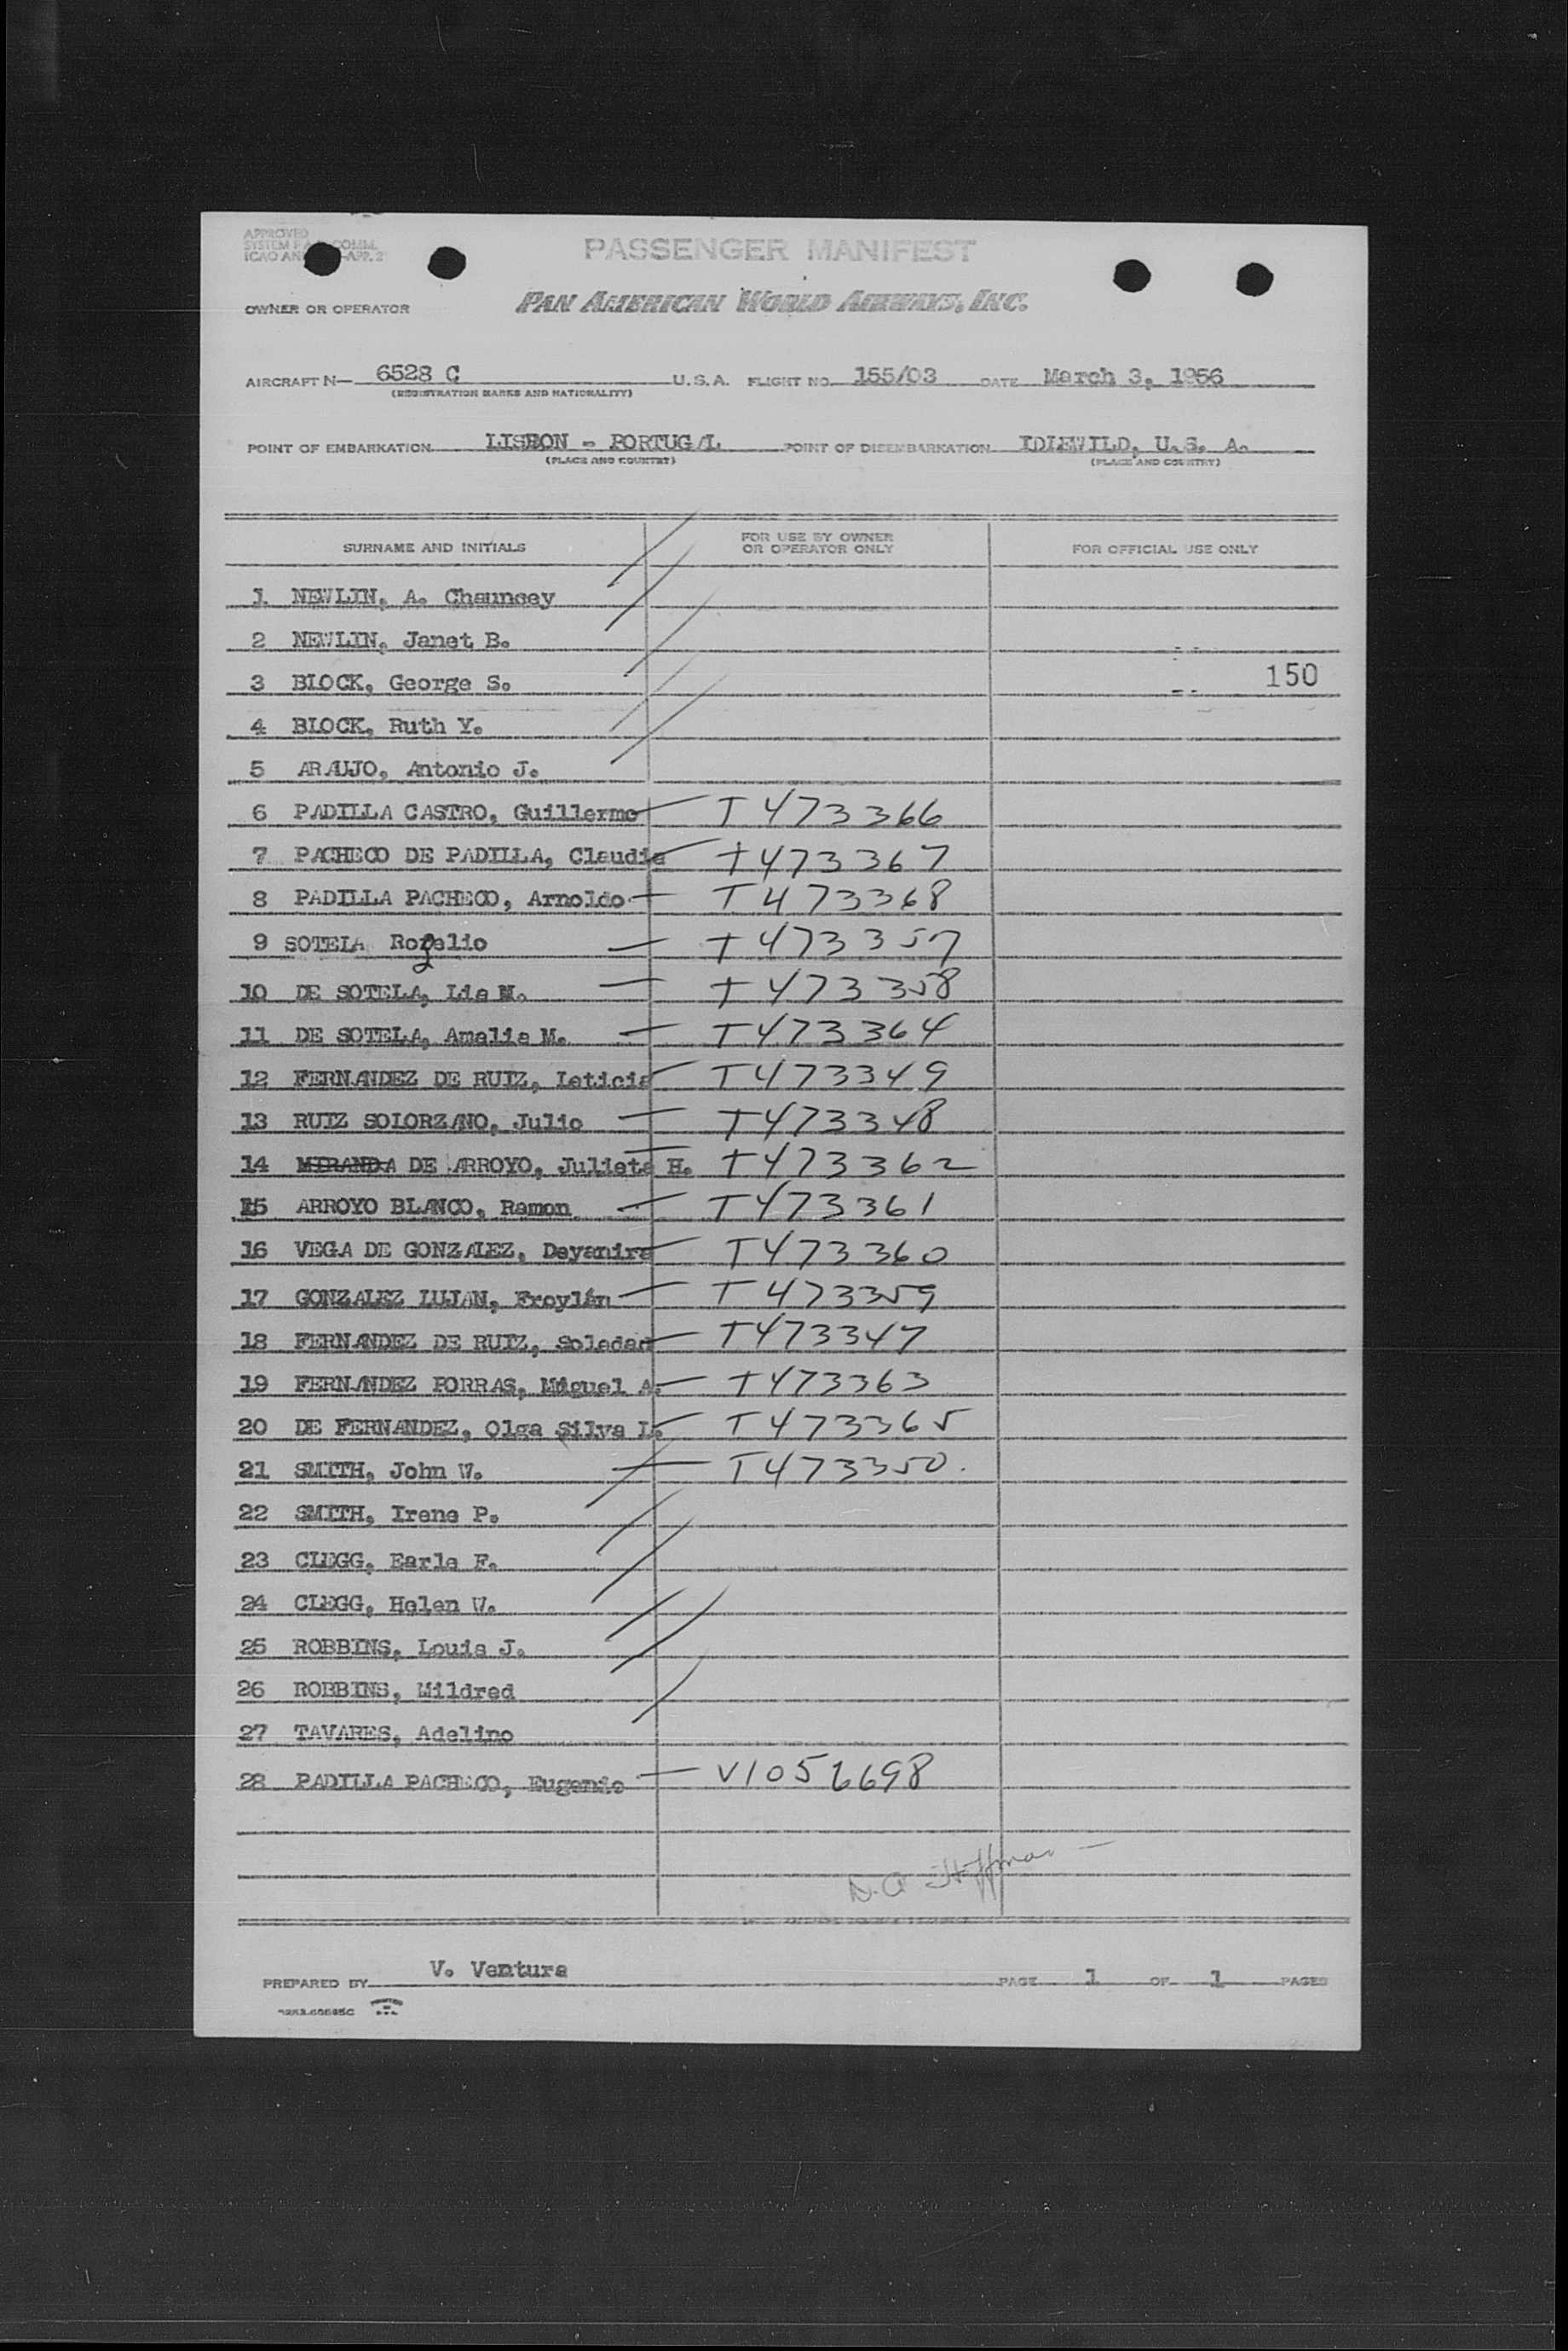 APPROVED
SYSTEM COMM.
ICAO APP. 2
PASSENGER MANIFEST
OWNER OR OPERATOR PAN AMERICAN WORLD AIRWAYS, INC.
AIRCRAFT N— 6528 C U.S.A. FLIGHT NO. 155/03 DATE March 3, 1956
(REGISTRATION MARKS AND NATIONALITY)
POINT OF EMBARKATION LISBON - PORTUGAL POINT OF DISEMBARKATION IDLEWILD, U.S. A.
(PLACE AND COUNTRY) (PLACE AND COUNTRY)
SURNAME AND INITIALS FOR USE BY OWNER OR OPERATOR ONLY FOR OFFICIAL USE ONLY
1 NEWLIN, A. Chauncey
2 NEWLIN, Janet B.
3 BLOCK, George S. 150
4 BLOCK, Ruth Y.
5 ARAUJO, Antonio J.
6 PADILLA CASTRO, Guillermo T473366
7 PACHECO DE PADILLA, Claudia T473367
8 PADILLA PACHECO, Arnoldo T473368
9 SOTELA Rogelio T473357
10 DE SOTELA, Lia M. T473358
11 DE SOTELA, Amalia M. T473364
12 FERNANDEZ DE RUIZ, Leticia T473349
13 RUIZ SOLORZANO, Julio T473348
14 MIRANDA DE ARROYO, Julieta H. T473362
15 ARROYO BLANCO, Ramon T473361
16 VEGA DE GONZALEZ, Deyanira T473360
17 GONZALEZ LUJAN, Froylán T473359
18 FERNANDEZ DE RUIZ, Soledad T473347
19 FERNANDEZ PORRAS, Miguel A. T473363
20 DE FERNANDEZ, Olga Silva L. T473365
21 SMITH, John W. T473350.
22 SMITH, Irene P.
23 CLEGG, Earle F.
24 CLEGG, Helen W.
25 ROBBINS, Louis J.
26 ROBBINS, Mildred
27 TAVARES, Adelino
28 PADILLA PACHECO, Eugenio V1056698
D. A Hoffman
PREPARED BY V. Ventura PAGE 1 OF 1 PAGES